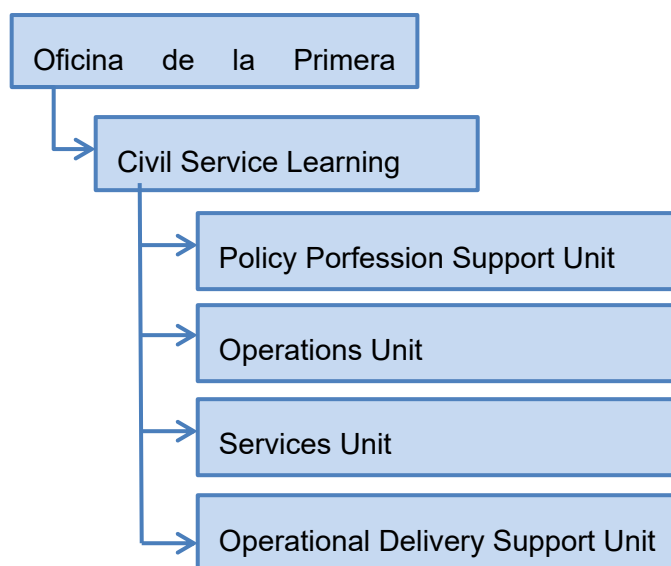 Oficina de la Primera
Civil Service Learning
Policy Porfession Support Unit
Operations Unit
Services Unit
Operational Delivery Support Unit